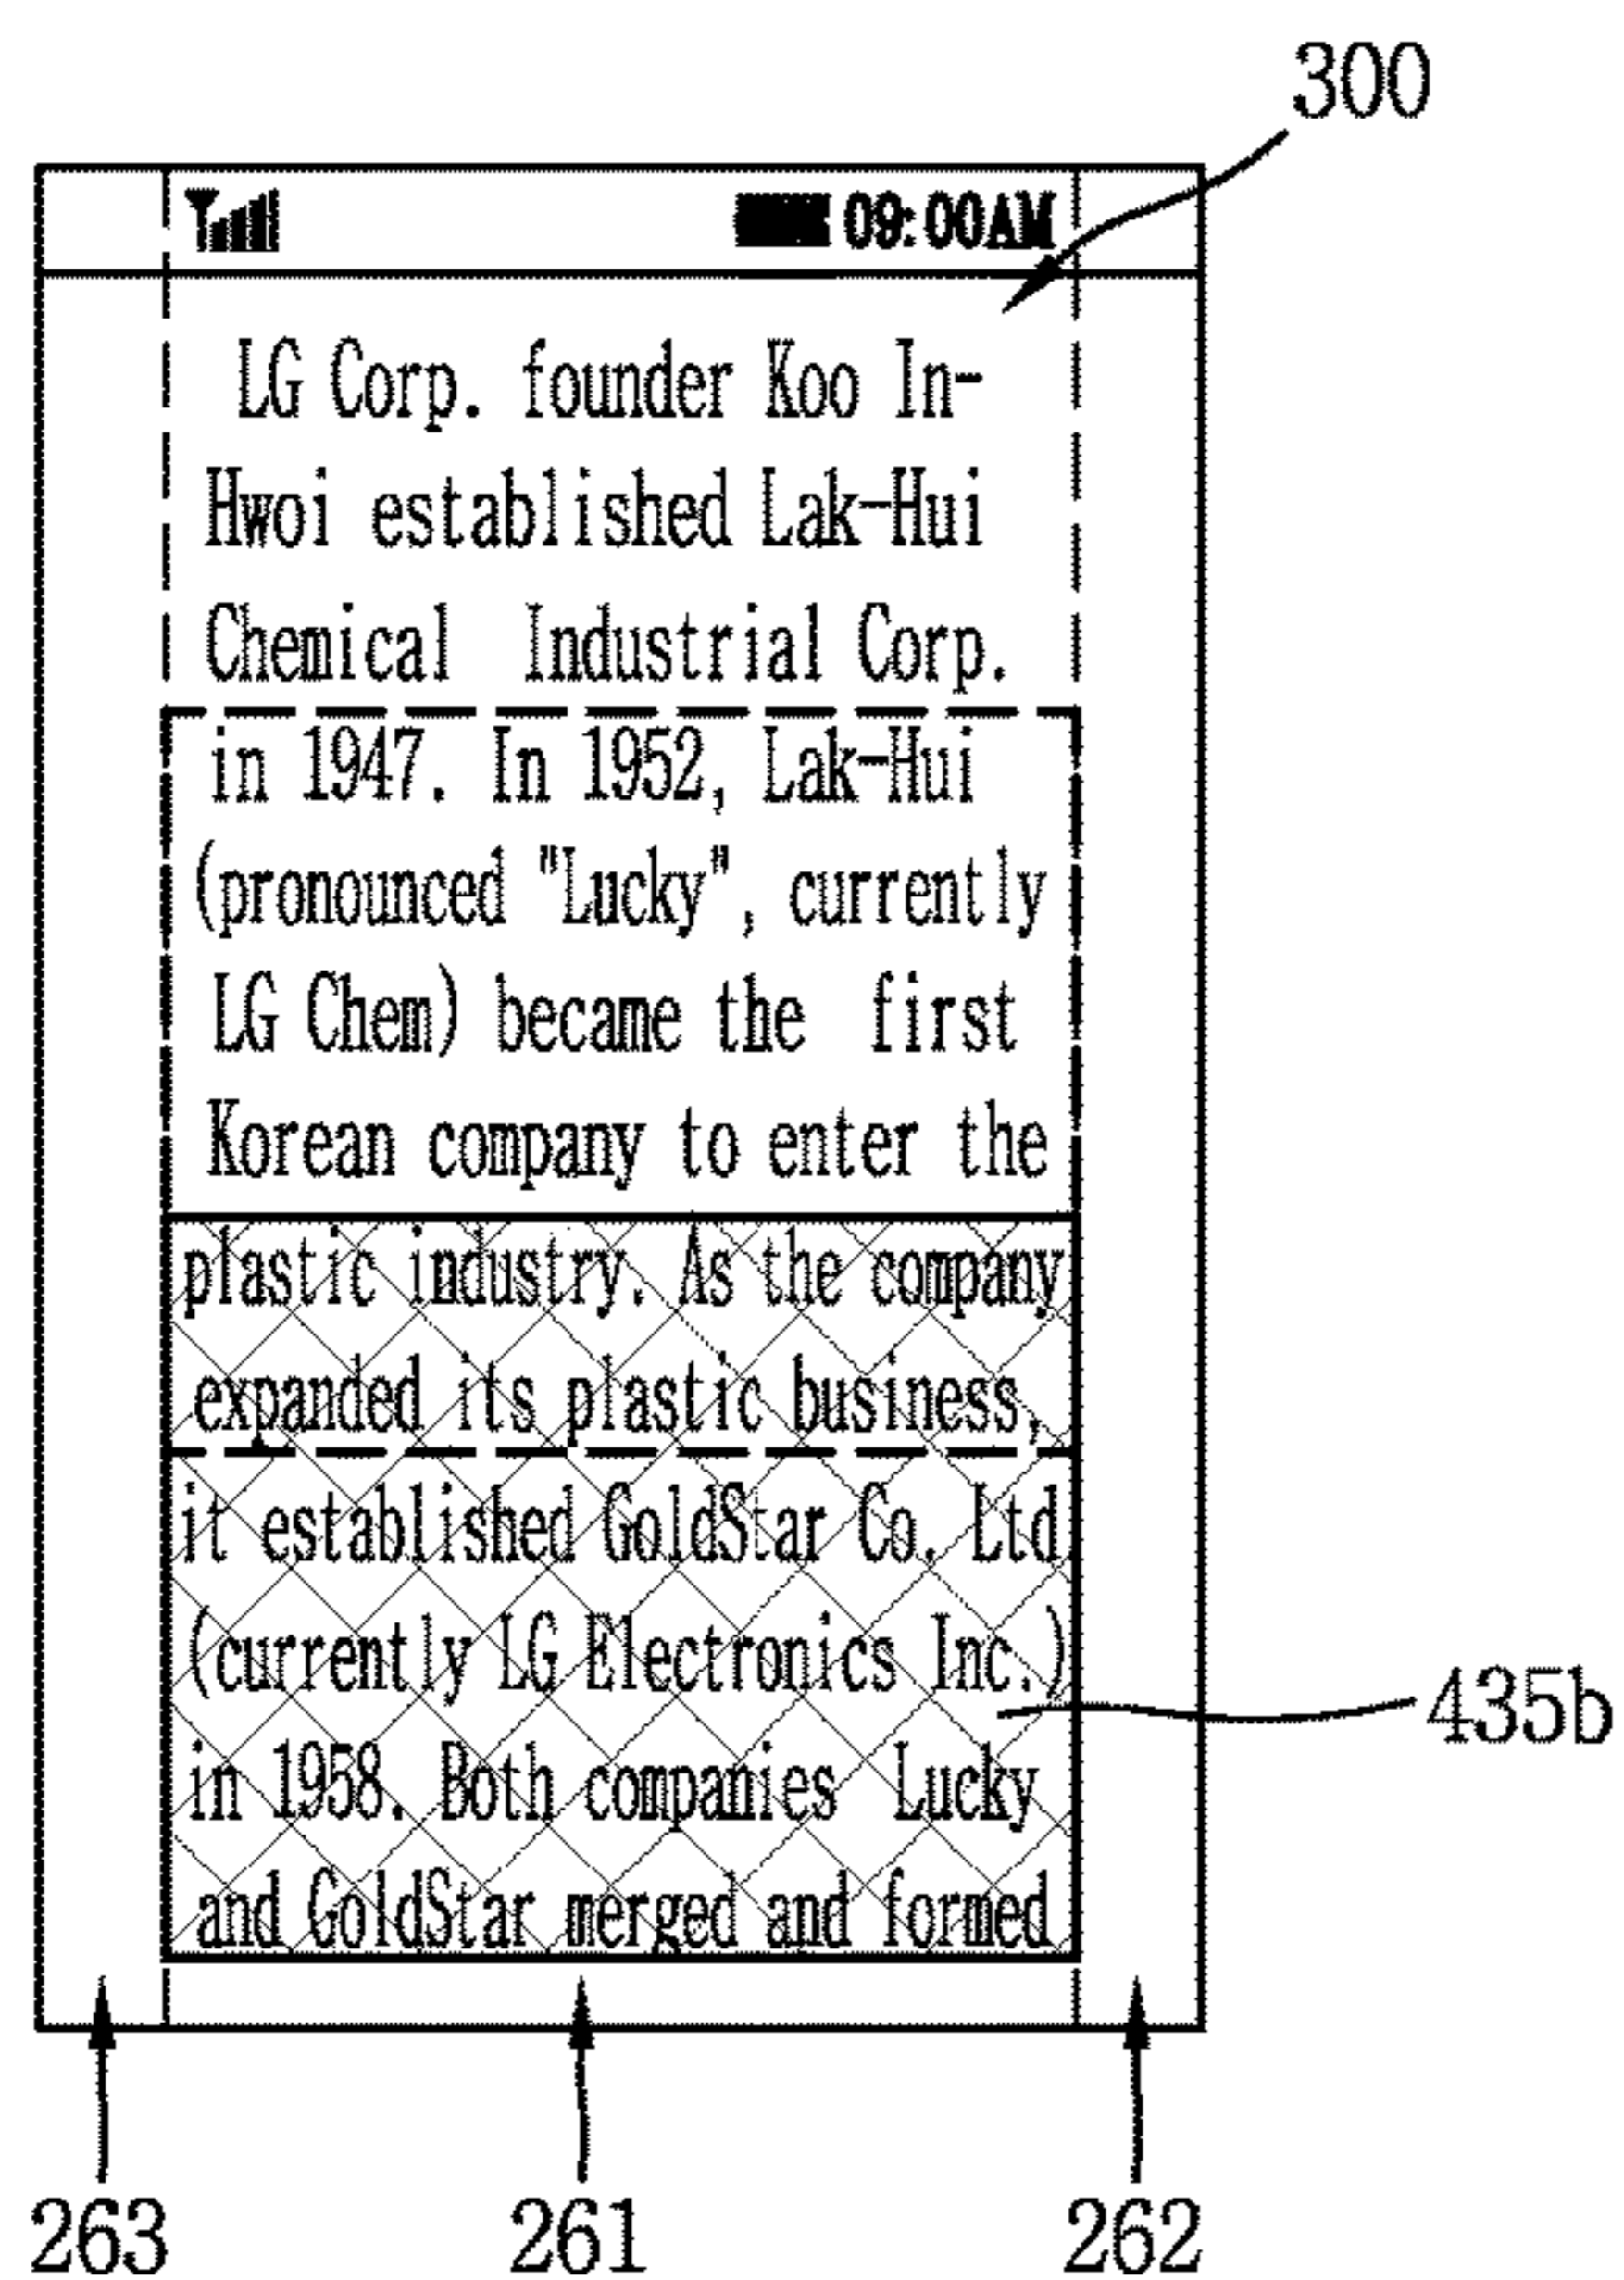 300
09:00AM
LG Corp. founder Koo In-
Hwoi established Lak-Hui
Chemical Industrial Corp.
in 1947. In 1952, Lak-Hui
(pronounced "Lucky", currently
LG Chem) became the first
Korean company to enter the
plastic industry. As the company
expanded its plastic business,
it established GoldStar Co. Ltd
(currently LG Electronics Inc.)
435b
in 1958. Both companies Lucky
and GoldStar merged and formed
263 261 262